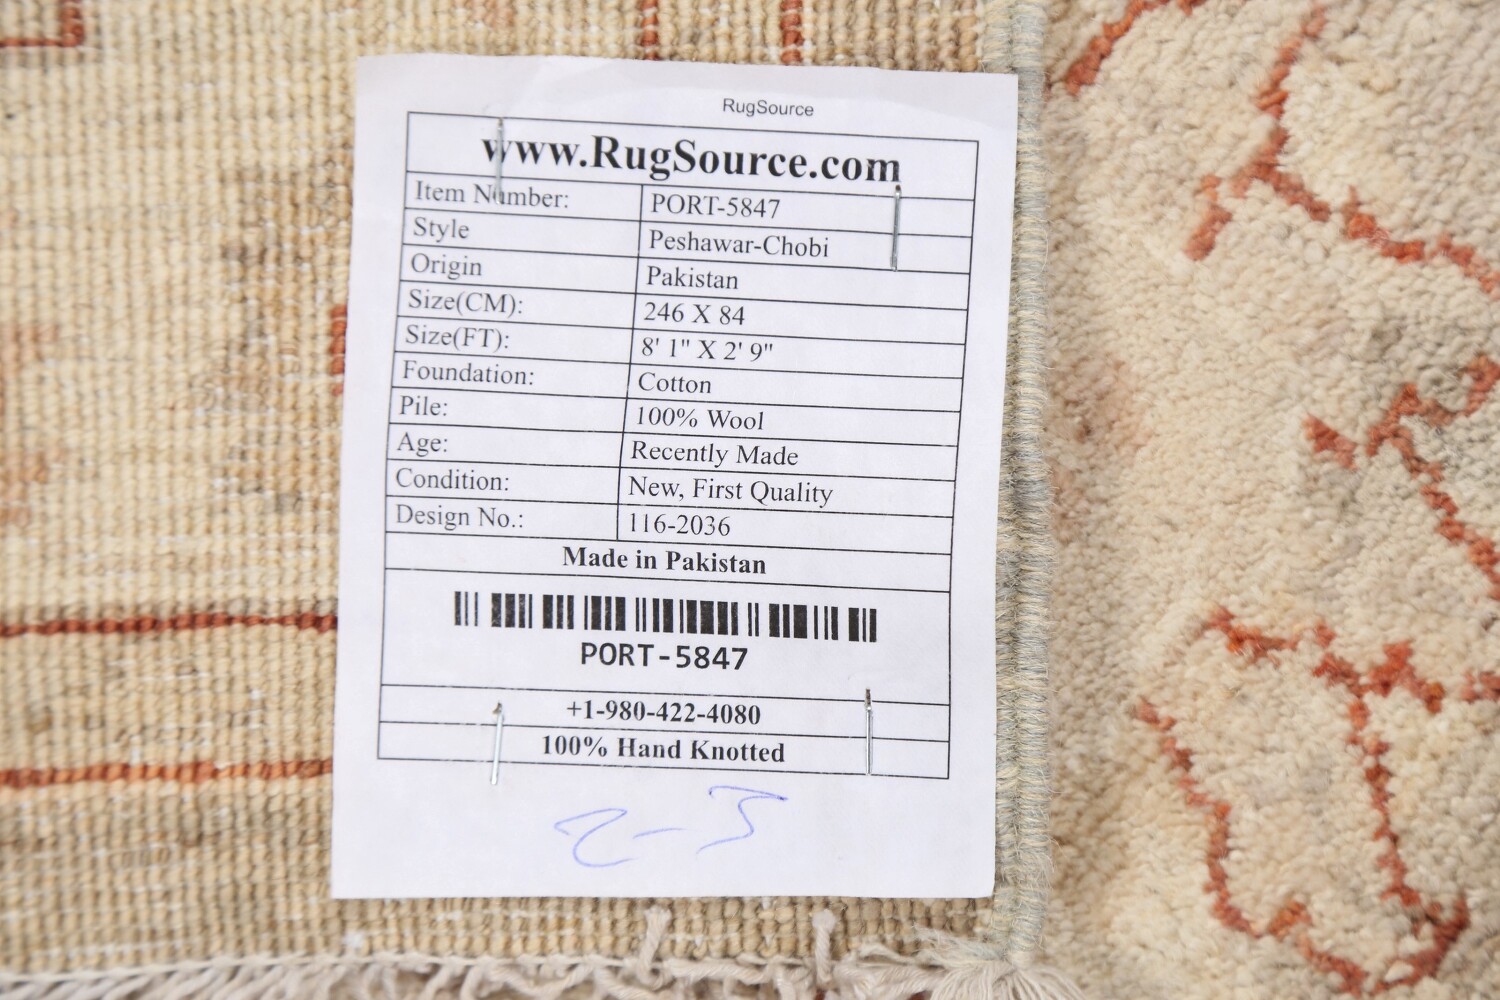 RugSource
www.RugSource.com
Item Number: PORT-5847
Style Peshawar-Chobi
Origin Pakistan
Size(CM): 246 X 84
Size(FT): 8' 1" X 2' 9"
Foundation: Cotton
Pile: 100% Wool
Age: Recently Made
Condition: New, First Quality
Design No.: 116-2036
Made in Pakistan
PORT-5847
+1-980-422-4080
100% Hand Knotted
2-3